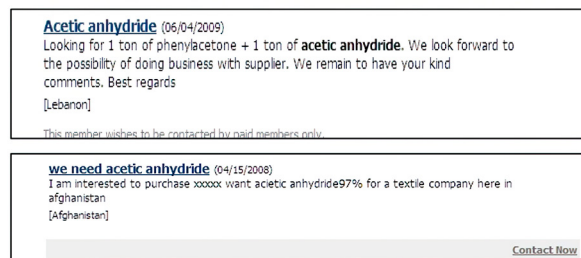 Acetic anhydride (06/04/2009)
Looking for 1 ton of phenylacetone + 1 ton of acetic anhydride. We look forward to
the possibility of doing business with supplier. We remain to have your kind
comments. Best regards
[Lebanon]
This member wishes to be contacted by paid members only.
we need acetic anhydride (04/15/2008)
I am interested to purchase xxxxx want acietic anhydride97% for a textile company here in
afghanistan
[Afghanistan]
Contact Now